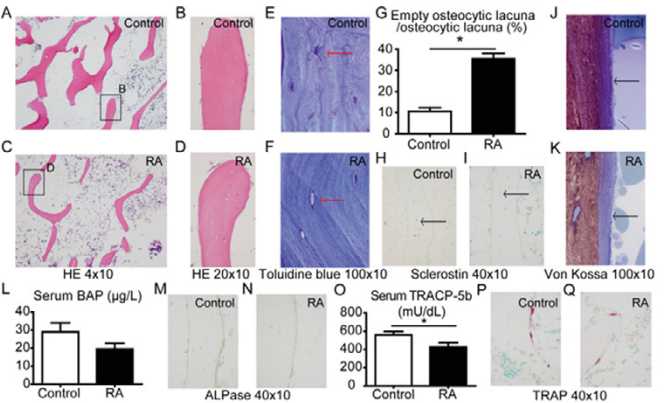 A
Control
B
Control
E
Control
G
Empty osteocytic lacuna
/osteocytic lacuna (%)
*
40
30
20
10
0
Control
RA
J
Control
C
RA
D
B
D
RA
F
RA
H
Control
I
RA
K
RA
HE 4x10
HE 20x10
Toluidine blue 100x10
Sclerostin 40x10
Von Kossa 100x10
L
Serum BAP (μg/L)
40
30
20
10
0
Control
RA
M
Control
N
RA
ALPase 40x10
O
Serum TRACP-5b
(mU/dL)
*
800
600
400
200
0
Control
RA
P
Control
Q
RA
TRAP 40x10